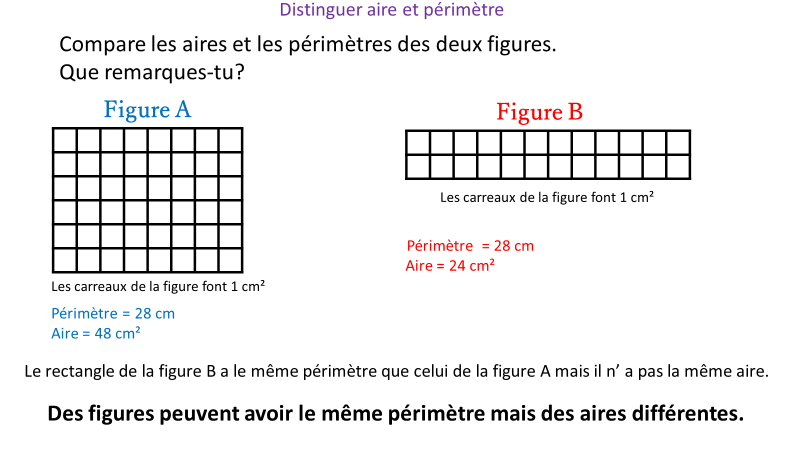 Distinguer aire et périmètre
Compare les aires et les périmètres des deux figures.
Que remarques-tu?
Figure A
Les carreaux de la figure font 1 cm²
Périmètre = 28 cm
Aire = 48 cm²
Figure B
Les carreaux de la figure font 1 cm²
Périmètre = 28 cm
Aire = 24 cm²
Le rectangle de la figure B a le même périmètre que celui de la figure A mais il n’ a pas la même aire.
Des figures peuvent avoir le même périmètre mais des aires différentes.